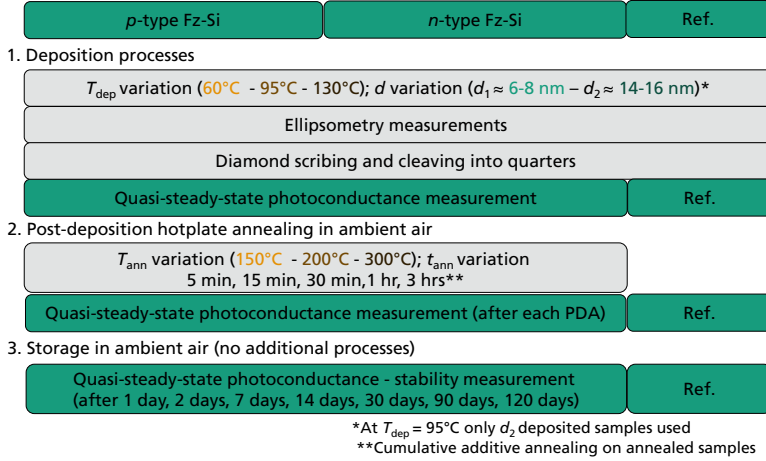 p-type Fz-Si n-type Fz-Si Ref.
1. Deposition processes
Tdep variation (60°C - 95°C - 130°C); d variation (d1≈ 6-8 nm – d2≈ 14-16 nm)*
Ellipsometry measurements
Diamond scribing and cleaving into quarters
Quasi-steady-state photoconductance measurement Ref.
2. Post-deposition hotplate annealing in ambient air
Tann variation (150°C - 200°C - 300°C); tann variation
5 min, 15 min, 30 min,1 hr, 3 hrs**
Quasi-steady-state photoconductance measurement (after each PDA) Ref.
3. Storage in ambient air (no additional processes)
Quasi-steady-state photoconductance - stability measurement
(after 1 day, 2 days, 7 days, 14 days, 30 days, 90 days, 120 days) Ref.
*At Tdep = 95°C only d2 deposited samples used
**Cumulative additive annealing on annealed samples